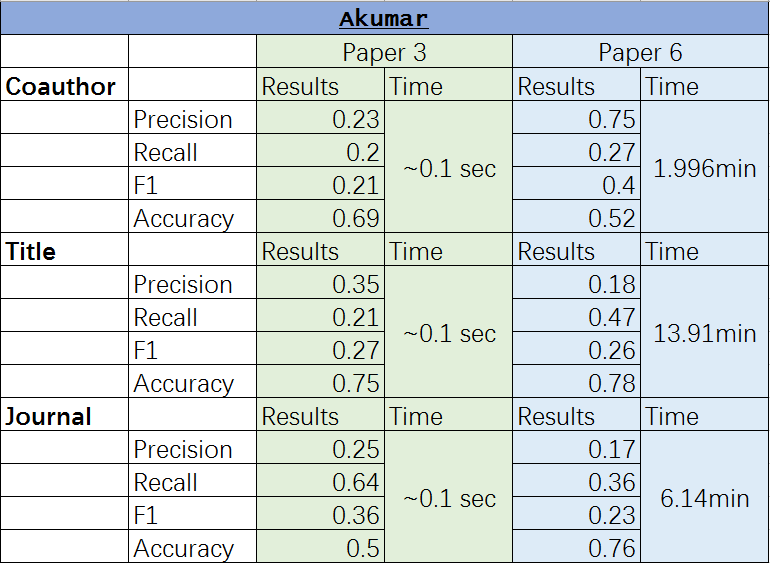 Akumar
Paper 3 Paper 6
Coauthor Results Time Results Time
Precision 0.23 0.75
Recall 0.2 0.27
~0.1 sec 1.996min
F1 0.21 0.4
Accuracy 0.69 0.52
Title Results Time Results Time
Precision 0.35 0.18
Recall 0.21 0.47
~0.1 sec 13.91min
F1 0.27 0.26
Accuracy 0.75 0.78
Journal Results Time Results Time
Precision 0.25 0.17
Recall 0.64 0.36
~0.1 sec 6.14min
F1 0.36 0.23
Accuracy 0.5 0.76